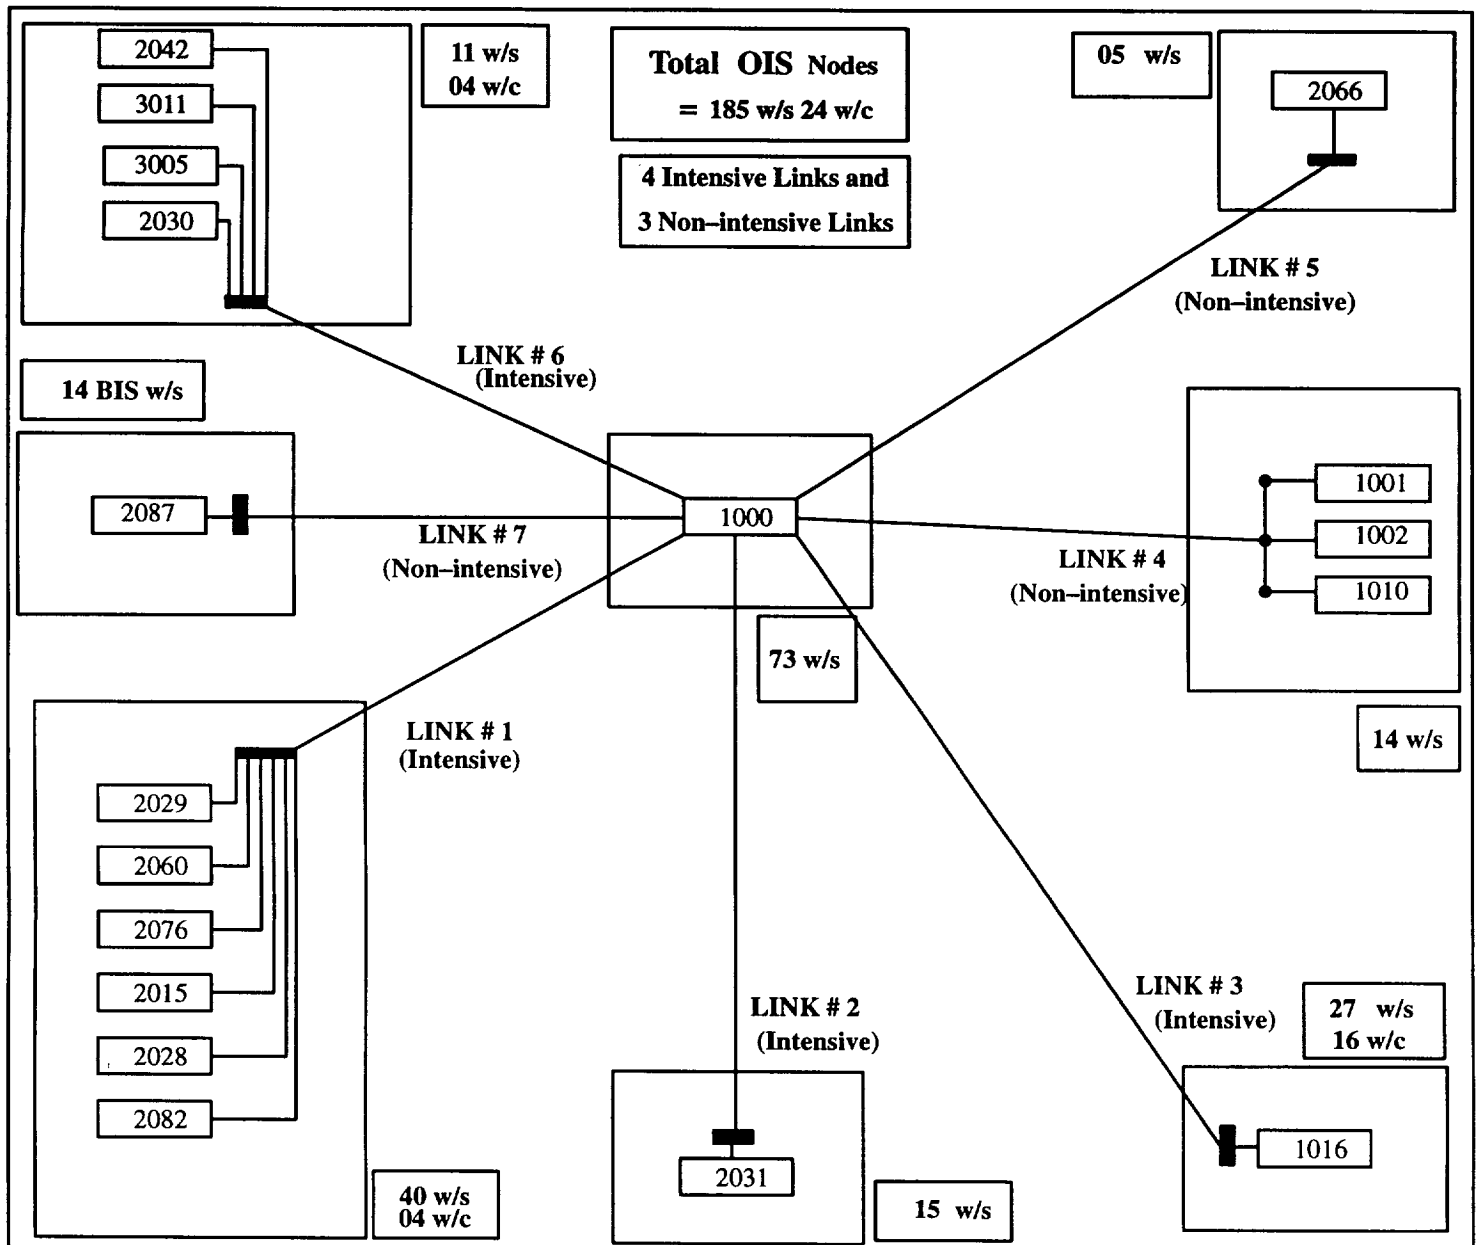 2042
3011
3005
2030
11 w/s
04 w/c
Total OIS Nodes
= 185 w/s 24 w/c
4 Intensive Links and
3 Non–intensive Links
05 w/s
2066
LINK # 5
(Non–intensive)
LINK # 6
(Intensive)
14 BIS w/s
2087
LINK # 7
(Non–intensive)
1000
73 w/s
LINK # 4
(Non–intensive)
1001
1002
1010
14 w/s
LINK # 1
(Intensive)
2029
2060
2076
2015
2028
2082
40 w/s
04 w/c
LINK # 2
(Intensive)
2031
15 w/s
LINK # 3
(Intensive)
27 w/s
16 w/c
1016